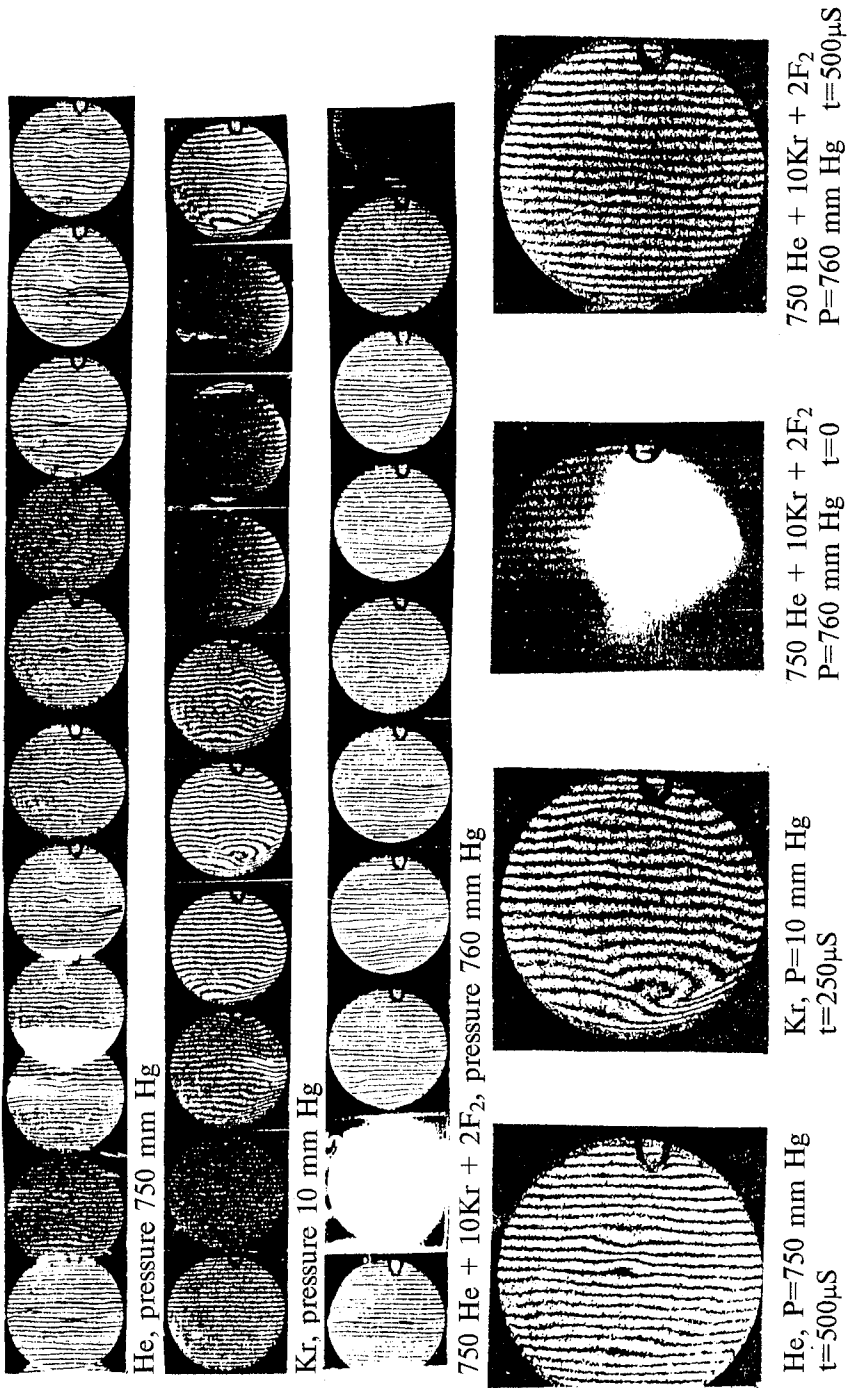 He, pressure 750 mm Hg
Kr, pressure 10 mm Hg
750 He + 10Kr + 2F₂, pressure 760 mm Hg
He, P=750 mm Hg
t=500µS
Kr, P=10 mm Hg
t=250µS
750 He + 10Kr + 2F₂
P=760 mm Hg t=0
750 He + 10Kr + 2F₂
P=760 mm Hg t=500µS